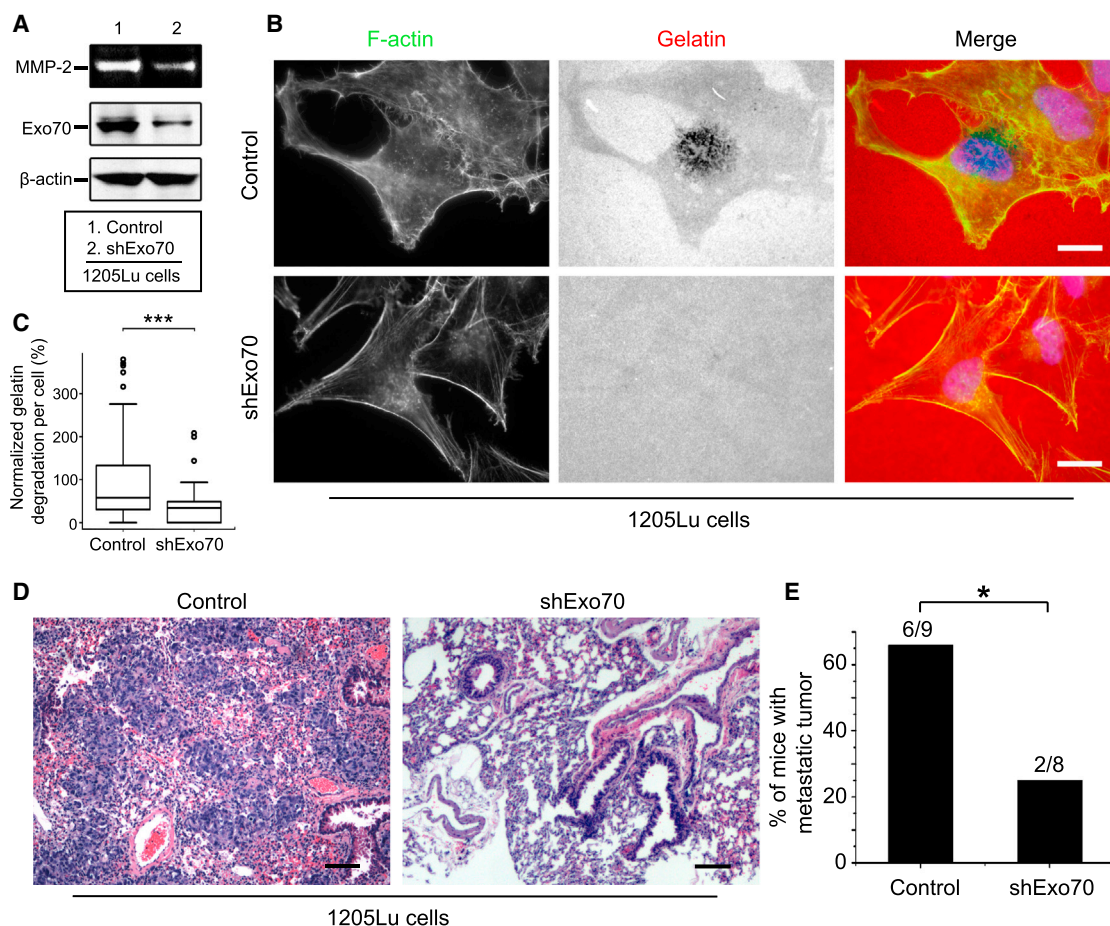 A
1 2
MMP-2
Exo70
β-actin
1. Control
2. shExo70
1205Lu cells
B
F-actin Gelatin Merge
Control
shExo70
1205Lu cells
C
***
Normalized gelatin
degradation per cell (%)
300
200
100
0
Control shExo70
D
Control shExo70
1205Lu cells
E
*
6/9
2/8
% of mice with
metastatic tumor
60
40
20
0
Control shExo70